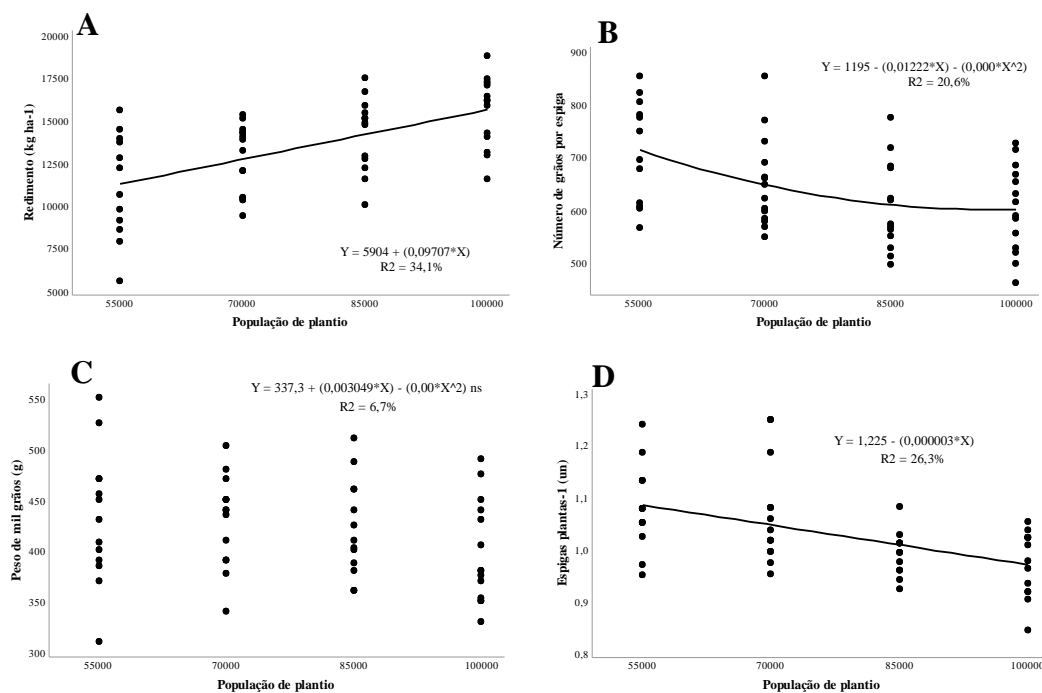 A
20000
17500
15000
12500
10000
7500
5000
Redimento (kg ha-1)
Y = 5904 + (0,09707*X)
R2 = 34,1%
55000 70000 85000 100000
População de plantio
B
900
800
700
600
500
Número de grãos por espiga
Y = 1195 - (0,01222*X) - (0,000*X^2)
R2 = 20,6%
55000 70000 85000 100000
População de plantio
C
550
500
450
400
350
300
Peso de mil grãos (g)
Y = 337,3 + (0,003049*X) - (0,00*X^2) ns
R2 = 6,7%
55000 70000 85000 100000
População de plantio
D
1,3
1,2
1,1
1,0
0,9
0,8
Espigas plantas-1 (un)
Y = 1,225 - (0,000003*X)
R2 = 26,3%
55000 70000 85000 100000
População de plantio